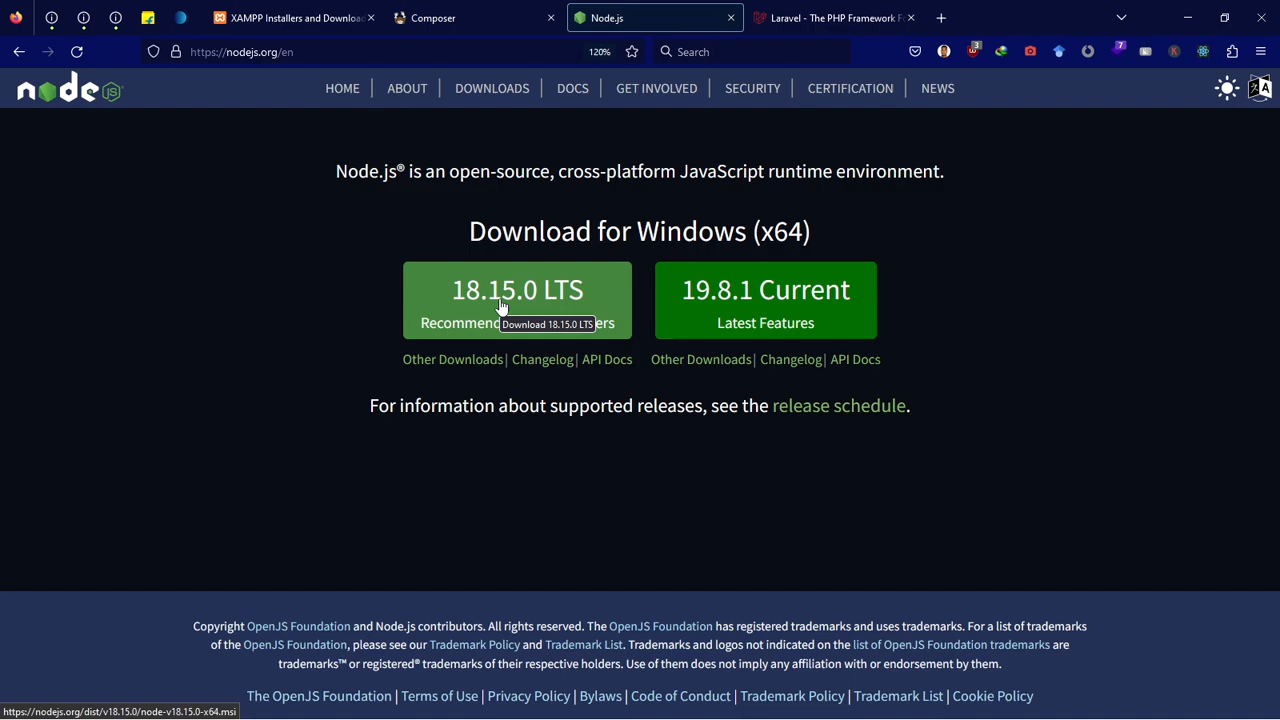 XAMPP Installers and Download
Composer
Node.js
Laravel - The PHP Framework Fo
https://nodejs.org/en
120%
Search
3
7
node JS
HOME
ABOUT
DOWNLOADS
DOCS
GET INVOLVED
SECURITY
CERTIFICATION
NEWS
Node.js® is an open-source, cross-platform JavaScript runtime environment.
Download for Windows (x64)
18.15.0 LTS
Recommen
ers
Download 18.15.0 LTS
19.8.1 Current
Latest Features
Other Downloads | Changelog | API Docs
Other Downloads | Changelog | API Docs
For information about supported releases, see the release schedule.
Copyright OpenJS Foundation and Node.js contributors. All rights reserved. The OpenJS Foundation has registered trademarks and uses trademarks. For a list of trademarks
of the OpenJS Foundation, please see our Trademark Policy and Trademark List. Trademarks and logos not indicated on the list of OpenJS Foundation trademarks are
trademarks™ or registered® trademarks of their respective holders. Use of them does not imply any affiliation with or endorsement by them.
The OpenJS Foundation | Terms of Use | Privacy Policy | Bylaws | Code of Conduct | Trademark Policy | Trademark List | Cookie Policy
https://nodejs.org/dist/v18.15.0/node-v18.15.0-x64.msi